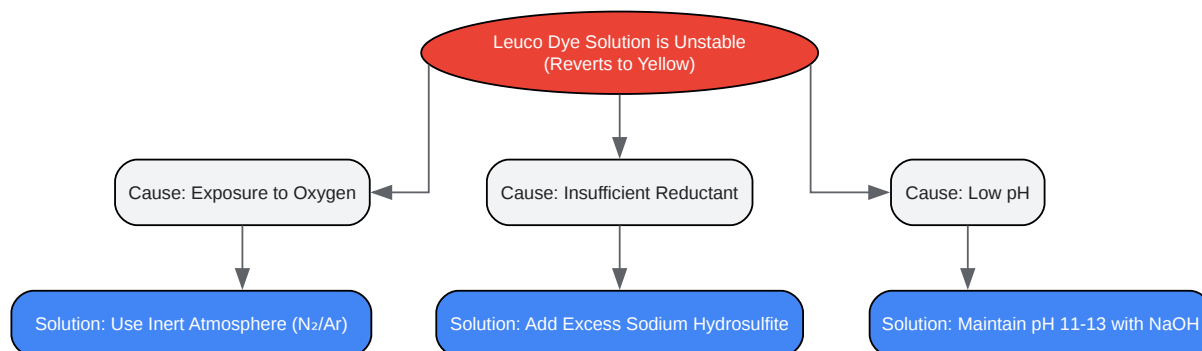 Leuco Dye Solution is Unstable
(Reverts to Yellow)
Cause: Exposure to Oxygen
Cause: Insufficient Reductant
Cause: Low pH
Solution: Use Inert Atmosphere (N₂/Ar)
Solution: Add Excess Sodium Hydrosulfite
Solution: Maintain pH 11-13 with NaOH